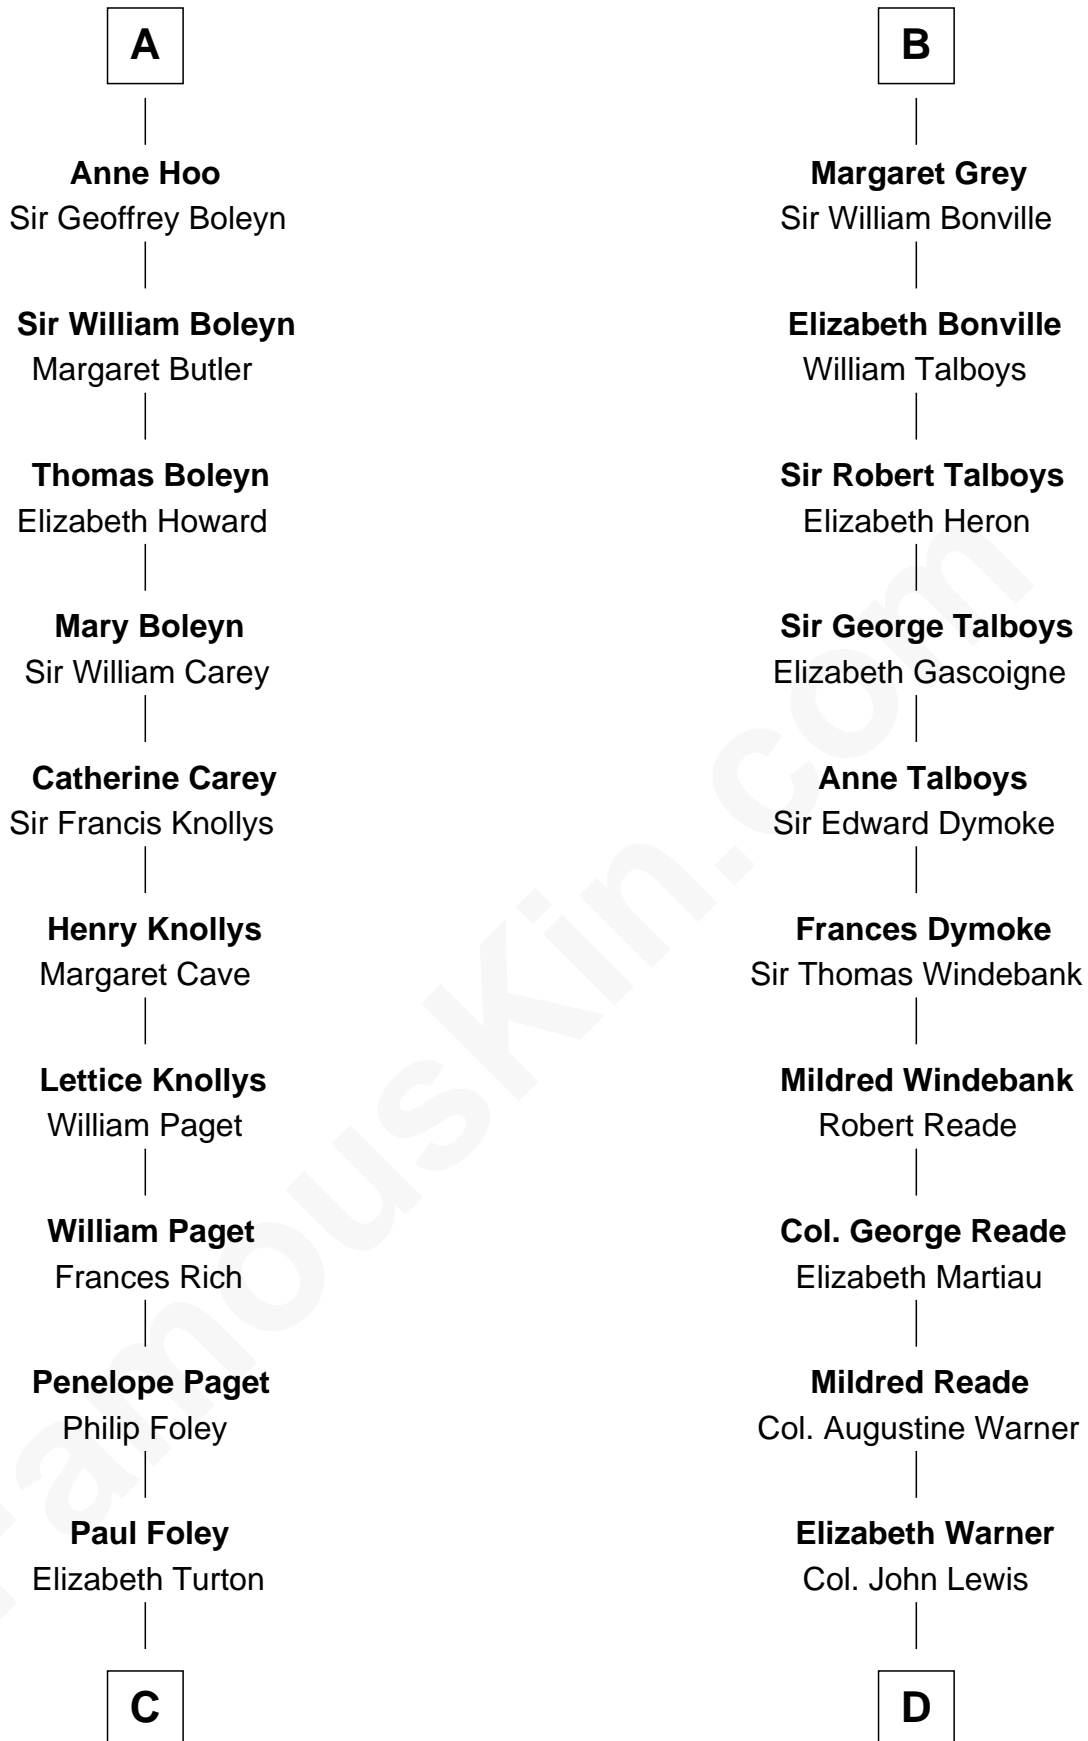 A
Anne Hoo
Sir Geoffrey Boleyn
Sir William Boleyn
Margaret Butler
Thomas Boleyn
Elizabeth Howard
Mary Boleyn
Sir William Carey
Catherine Carey
Sir Francis Knollys
Henry Knollys
Margaret Cave
Lettice Knollys
William Paget
William Paget
Frances Rich
Penelope Paget
Philip Foley
Paul Foley
Elizabeth Turton
C
B
Margaret Grey
Sir William Bonville
Elizabeth Bonville
William Talboys
Sir Robert Talboys
Elizabeth Heron
Sir George Talboys
Elizabeth Gascoigne
Anne Talboys
Sir Edward Dymoke
Frances Dymoke
Sir Thomas Windebank
Mildred Windebank
Robert Reade
Col. George Reade
Elizabeth Martiau
Mildred Reade
Col. Augustine Warner
Elizabeth Warner
Col. John Lewis
D
FamousKin.com